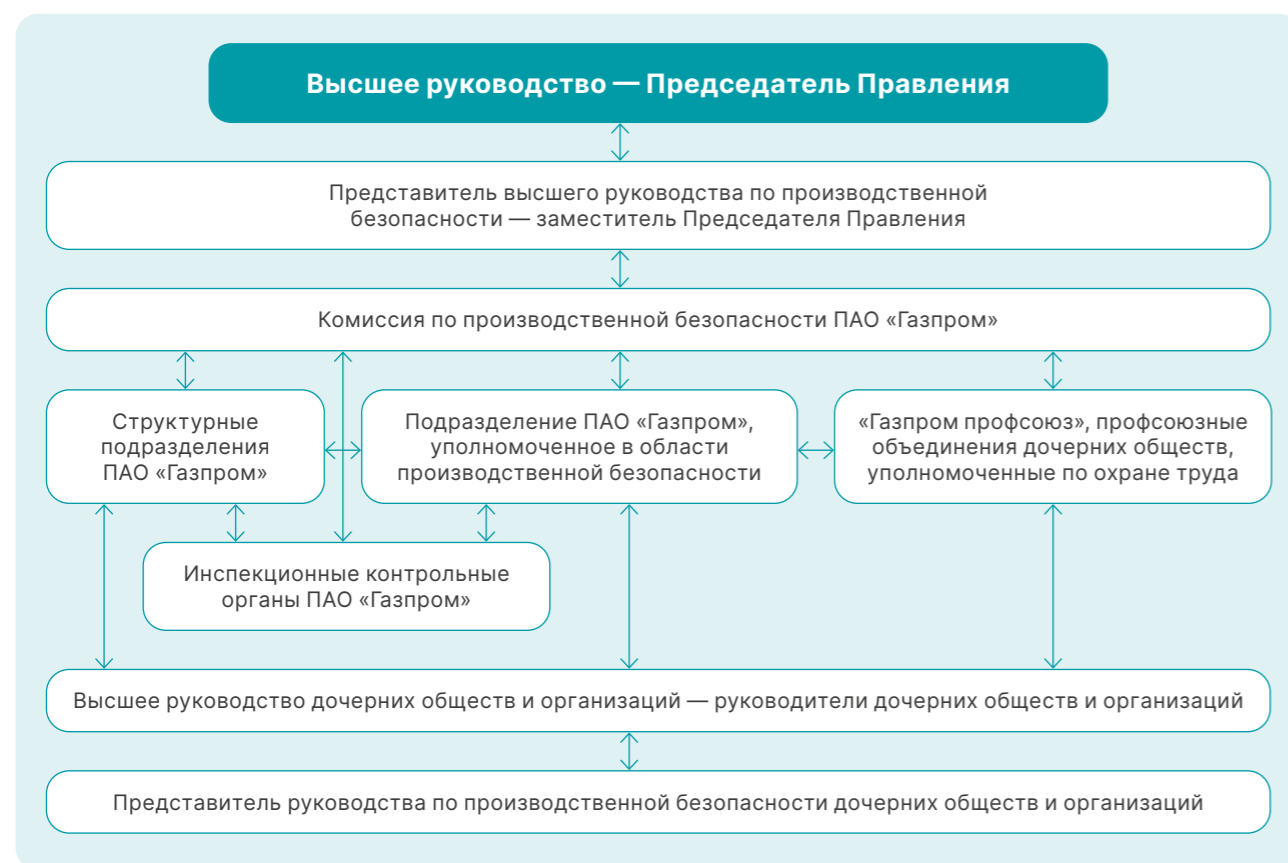 Высшее руководство — Председатель Правления
Представитель высшего руководства по производственной
безопасности — заместитель Председателя Правления
Комиссия по производственной безопасности ПАО «Газпром»
Структурные
подразделения
ПАО «Газпром»
Подразделение ПАО «Газпром»,
уполномоченное в области
производственной безопасности
«Газпром профсоюз», профсоюзные
объединения дочерних обществ,
уполномоченные по охране труда
Инспекционные контрольные
органы ПАО «Газпром»
Высшее руководство дочерних обществ и организаций — руководители дочерних обществ и организаций
Представитель руководства по производственной безопасности дочерних обществ и организаций